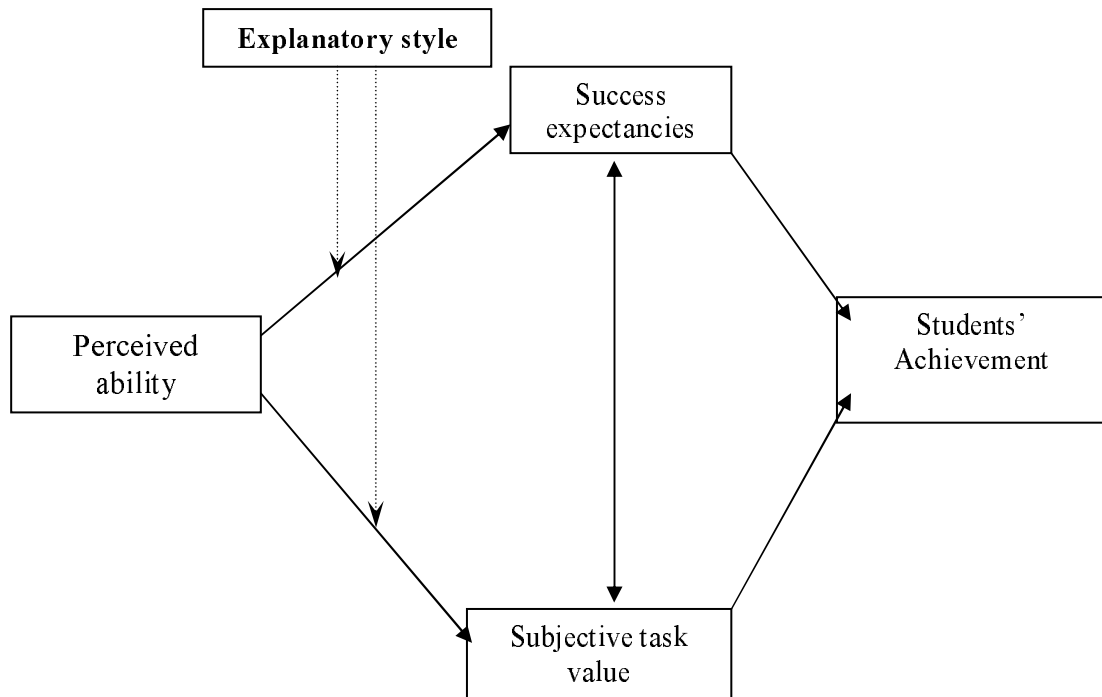 Explanatory style
Success
expectancies
Perceived
ability
Students’
Achievement
Subjective task
value